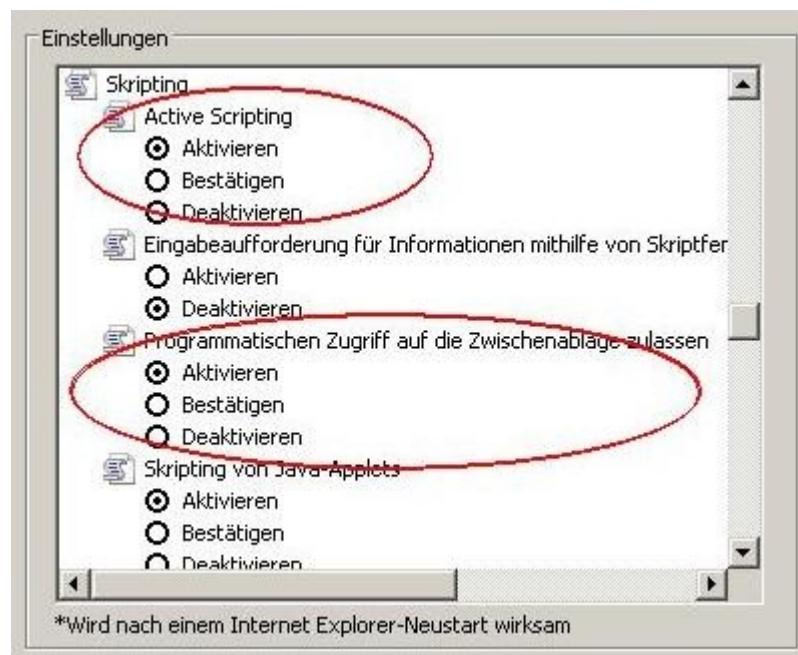 Einstellungen
Skripting
Active Scripting
Aktivieren
Bestätigen
Deaktivieren
Eingabeaufforderung für Informationen mithilfe von Skriptfer
Aktivieren
Deaktivieren
Programmatischen Zugriff auf die Zwischenablage zulassen
Aktivieren
Bestätigen
Deaktivieren
Skripting von Java-Applets
Aktivieren
Bestätigen
Deaktivieren
*Wird nach einem Internet Explorer-Neustart wirksam